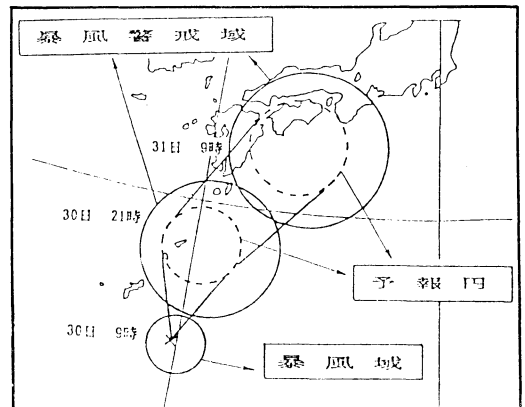 暴風警戒域
31日 9時
30日 21時
予報円
30日 9時
暴風域